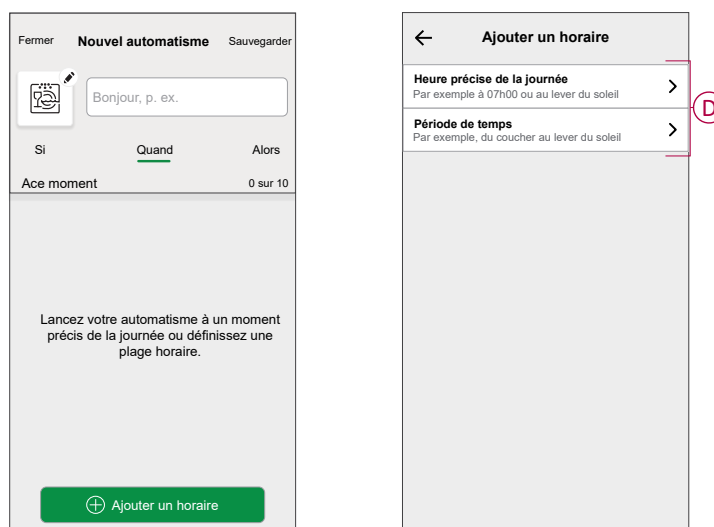 Fermer Nouvel automatisme Sauvegarder
Bonjour, p. ex.
Si Quand Alors
Ace moment 0 sur 10
Lancez votre automatisme à un moment
précis de la journée ou définissez une
plage horaire.
Ajouter un horaire
Ajouter un horaire
Heure précise de la journée
Par exemple à 07h00 ou au lever du soleil
Période de temps
Par exemple, du coucher au lever du soleil
D